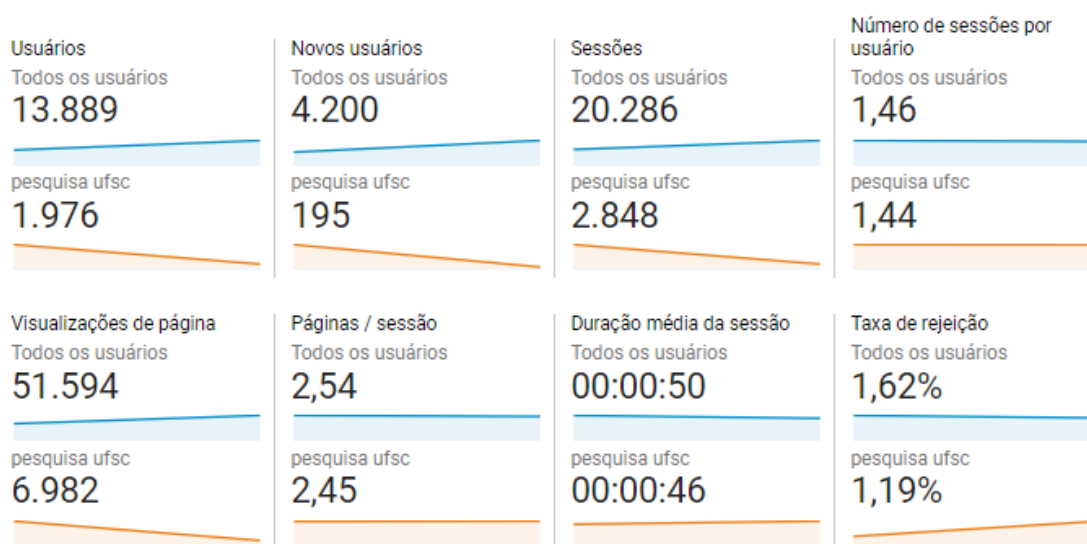 Usuários
Todos os usuários
13.889
pesquisa ufsc
1.976
Novos usuários
Todos os usuários
4.200
pesquisa ufsc
195
Sessões
Todos os usuários
20.286
pesquisa ufsc
2.848
Número de sessões por
usuário
Todos os usuários
1,46
pesquisa ufsc
1,44
Visualizações de página
Todos os usuários
51.594
pesquisa ufsc
6.982
Páginas / sessão
Todos os usuários
2,54
pesquisa ufsc
2,45
Duração média da sessão
Todos os usuários
00:00:50
pesquisa ufsc
00:00:46
Taxa de rejeição
Todos os usuários
1,62%
pesquisa ufsc
1,19%